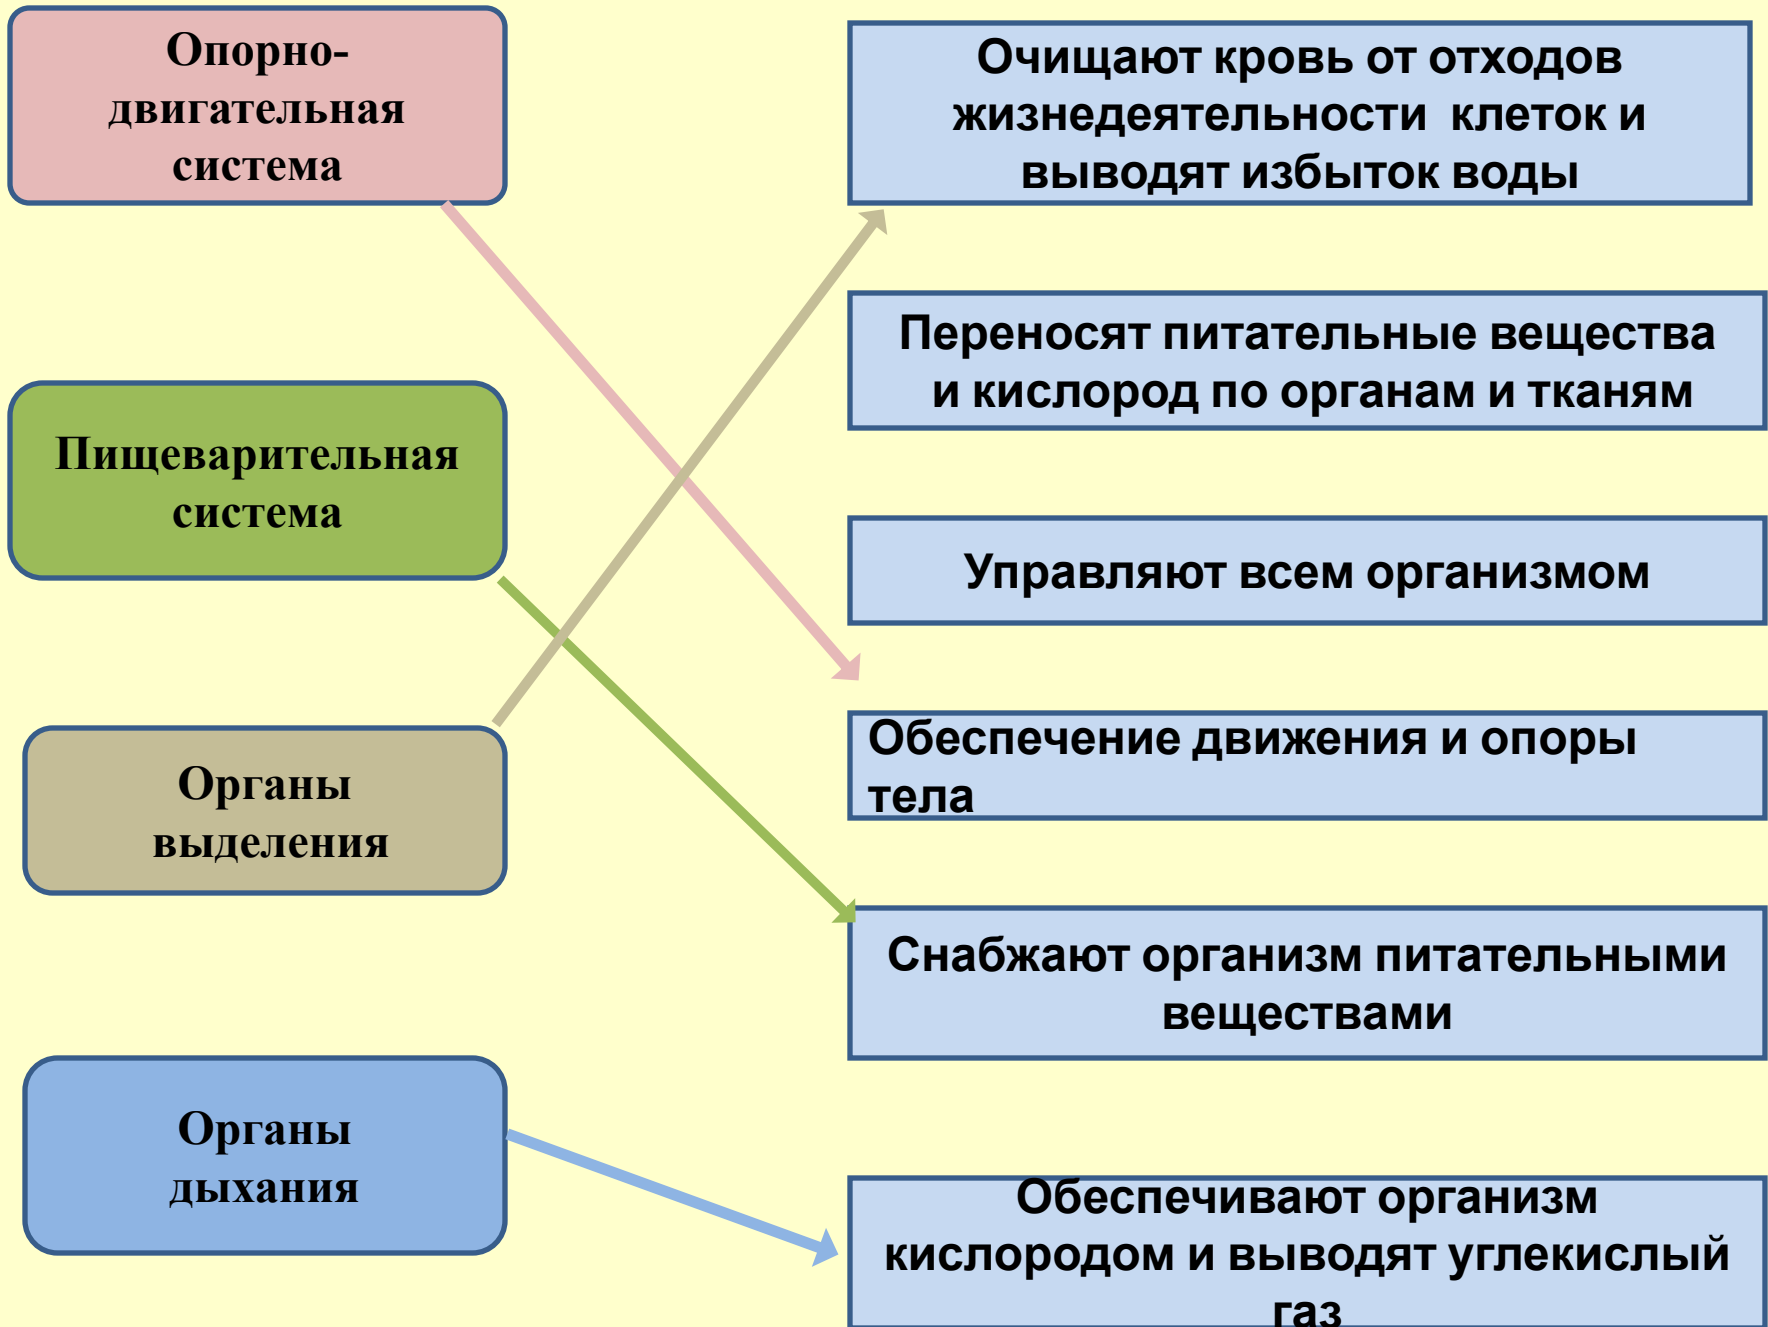 Опорно-
двигательная
система
Пищеварительная
система
Органы
выделения
Органы
дыхания
Очищают кровь от отходов
жизнедеятельности клеток и
выводят избыток воды
Переносят питательные вещества
и кислород по органам и тканям
Управляют всем организмом
Обеспечение движения и опоры
тела
Снабжают организм питательными
веществами
Обеспечивают организм
кислородом и выводят углекислый
газ